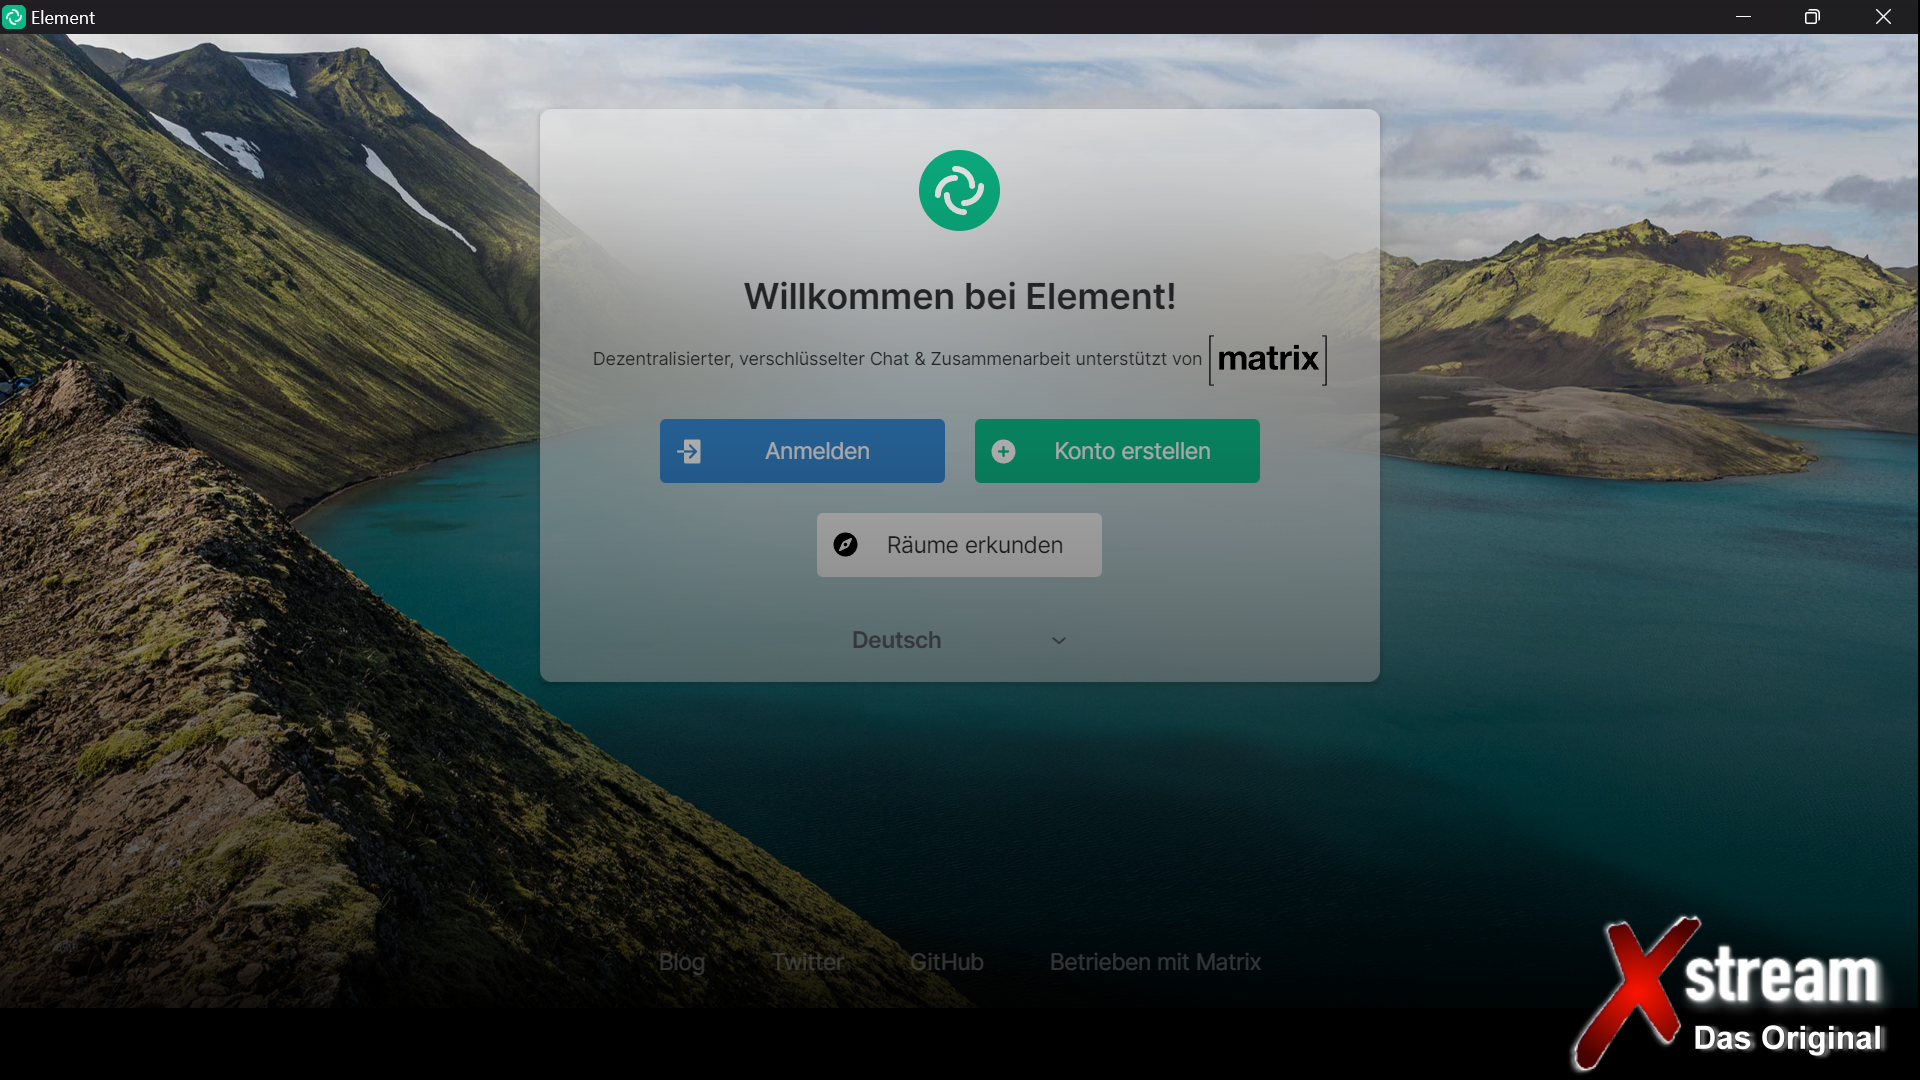 Element
Willkommen bei Element!
Dezentralisierter, verschlüsselter Chat & Zusammenarbeit unterstützt von [matrix]
Anmelden
Konto erstellen
Räume erkunden
Deutsch
Blog
Twitter
GitHub
Betrieben mit Matrix
Xstream
Das Original